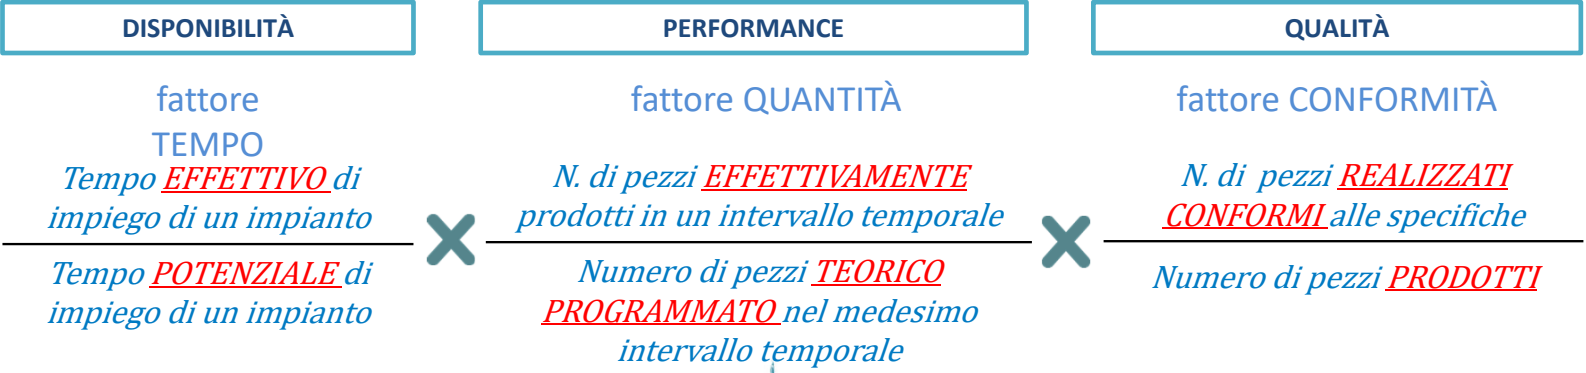 DISPONIBILITÀ
fattore
TEMPO
Tempo EFFETTIVO di
impiego di un impianto
Tempo POTENZIALE di
impiego di un impianto
PERFORMANCE
fattore QUANTITÀ
N. di pezzi EFFETTIVAMENTE
prodotti in un intervallo temporale
Numero di pezzi TEORICO
PROGRAMMATO nel medesimo
intervallo temporale
QUALITÀ
fattore CONFORMITÀ
N. di pezzi REALIZZATI
CONFORMI alle specifiche
Numero di pezzi PRODOTTI